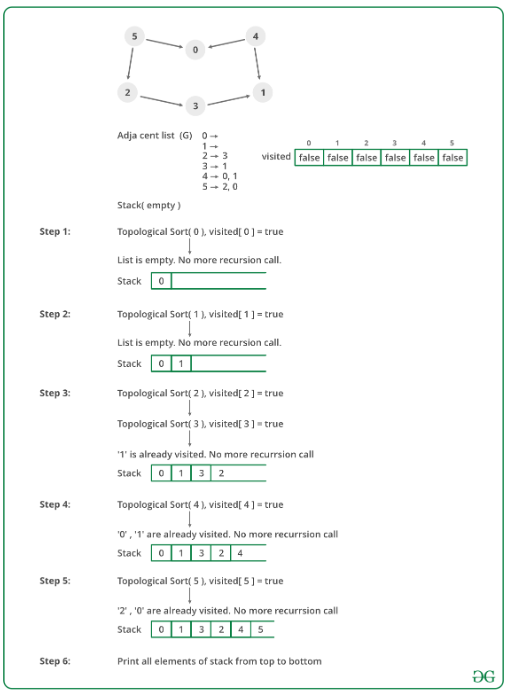 5
4
0
2
1
3
Adja cent list (G) 0 →
1 →
2 → 3
3 → 1
4 → 0, 1
5 → 2, 0
0 1 2 3 4 5
visited false false false false false false
Stack( empty )
Step 1: Topological Sort( 0 ), visited[ 0 ] = true
List is empty. No more recursion call.
Stack 0
Step 2: Topological Sort( 1 ), visited[ 1 ] = true
List is empty. No more recursion call.
Stack 0 1
Step 3: Topological Sort( 2 ), visited[ 2 ] = true
Topological Sort( 3 ), visited[ 3 ] = true
'1' is already visited. No more recurrsion call
Stack 0 1 3 2
Step 4: Topological Sort( 4 ), visited[ 4 ] = true
'0' , '1' are already visited. No more recurrsion call
Stack 0 1 3 2 4
Step 5: Topological Sort( 5 ), visited[ 5 ] = true
'2' , '0' are already visited. No more recurrsion call
Stack 0 1 3 2 4 5
Step 6: Print all elements of stack from top to bottom